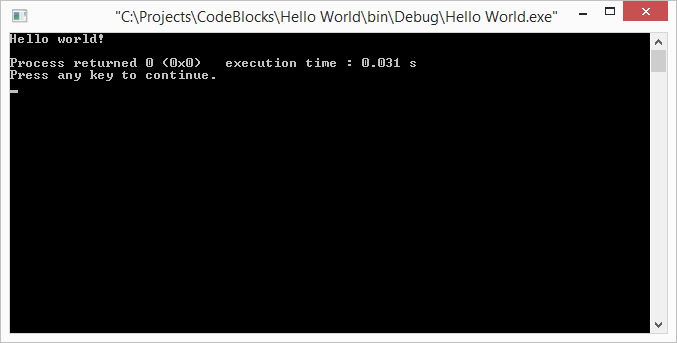 "C:\Projects\CodeBlocks\Hello World\bin\Debug\Hello World.exe"
Hello world!
Process returned 0 (0x0)   execution time : 0.031 s
Press any key to continue.